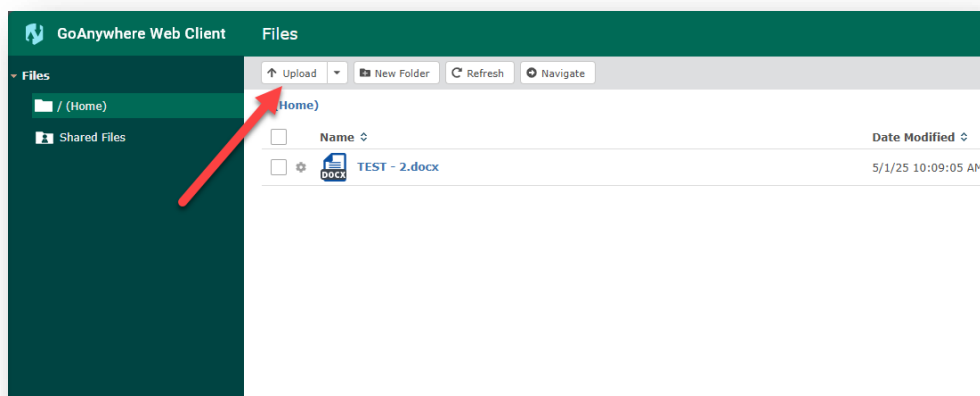 GoAnywhere Web Client
Files
Files
/ (Home)
Shared Files
Upload New Folder Refresh Navigate
(Home)
Name Date Modified
DOCX TEST - 2.docx 5/1/25 10:09:05 AM